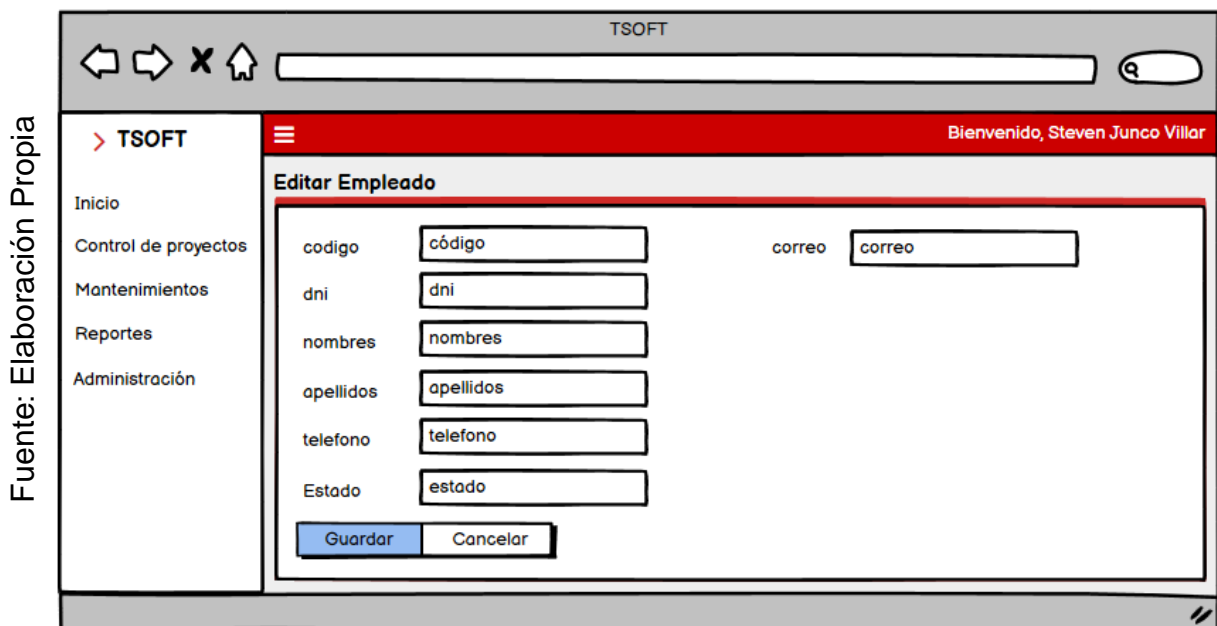 TSOFT
Fuente: Elaboración Propia
TSOFT
Bienvenido, Steven Junco Villar
Inicio
Control de proyectos
Mantenimientos
Reportes
Administración
Editar Empleado
codigo código
correo correo
dni dni
nombres nombres
apellidos apellidos
telefono telefono
Estado estado
Guardar Cancelar